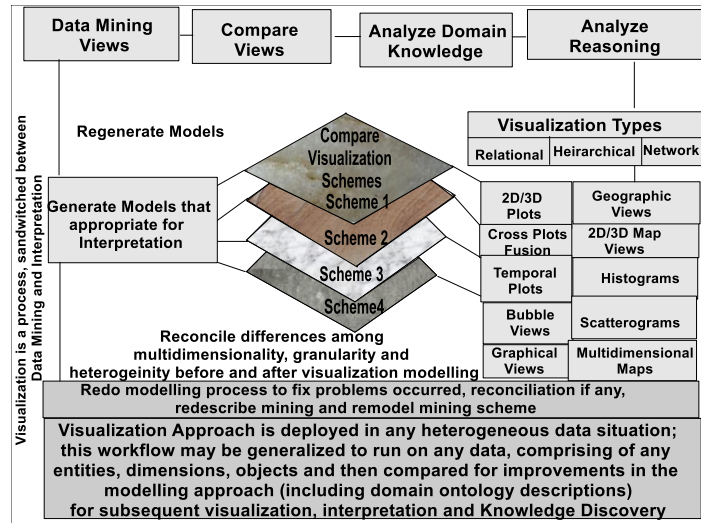 Data Mining
Views
Compare
Views
Analyze Domain
Knowledge
Analyze
Reasoning
Visualization is a process, sandwitched between
Data Mining and Interpretation
Regenerate Models
Generate Models that
appropriate for
Interpretation
Compare
Visualization
Schemes
Scheme 1
Scheme 2
Scheme 3
Scheme4
Visualization Types
Relational
Heirarchical
Network
2D/3D
Plots
Geographic
Views
Cross Plots
Fusion
2D/3D Map
Views
Temporal
Plots
Histograms
Bubble
Views
Scatterograms
Graphical
Views
Multidimensional
Maps
Reconcile differences among
multidimensionality, granularity and
heterogeinity before and after visualization modelling
Redo modelling process to fix problems occurred, reconciliation if any,
redescribe mining and remodel mining scheme
Visualization Approach is deployed in any heterogeneous data situation;
this workflow may be generalized to run on any data, comprising of any
entities, dimensions, objects and then compared for improvements in the
modelling approach (including domain ontology descriptions)
for subsequent visualization, interpretation and Knowledge Discovery